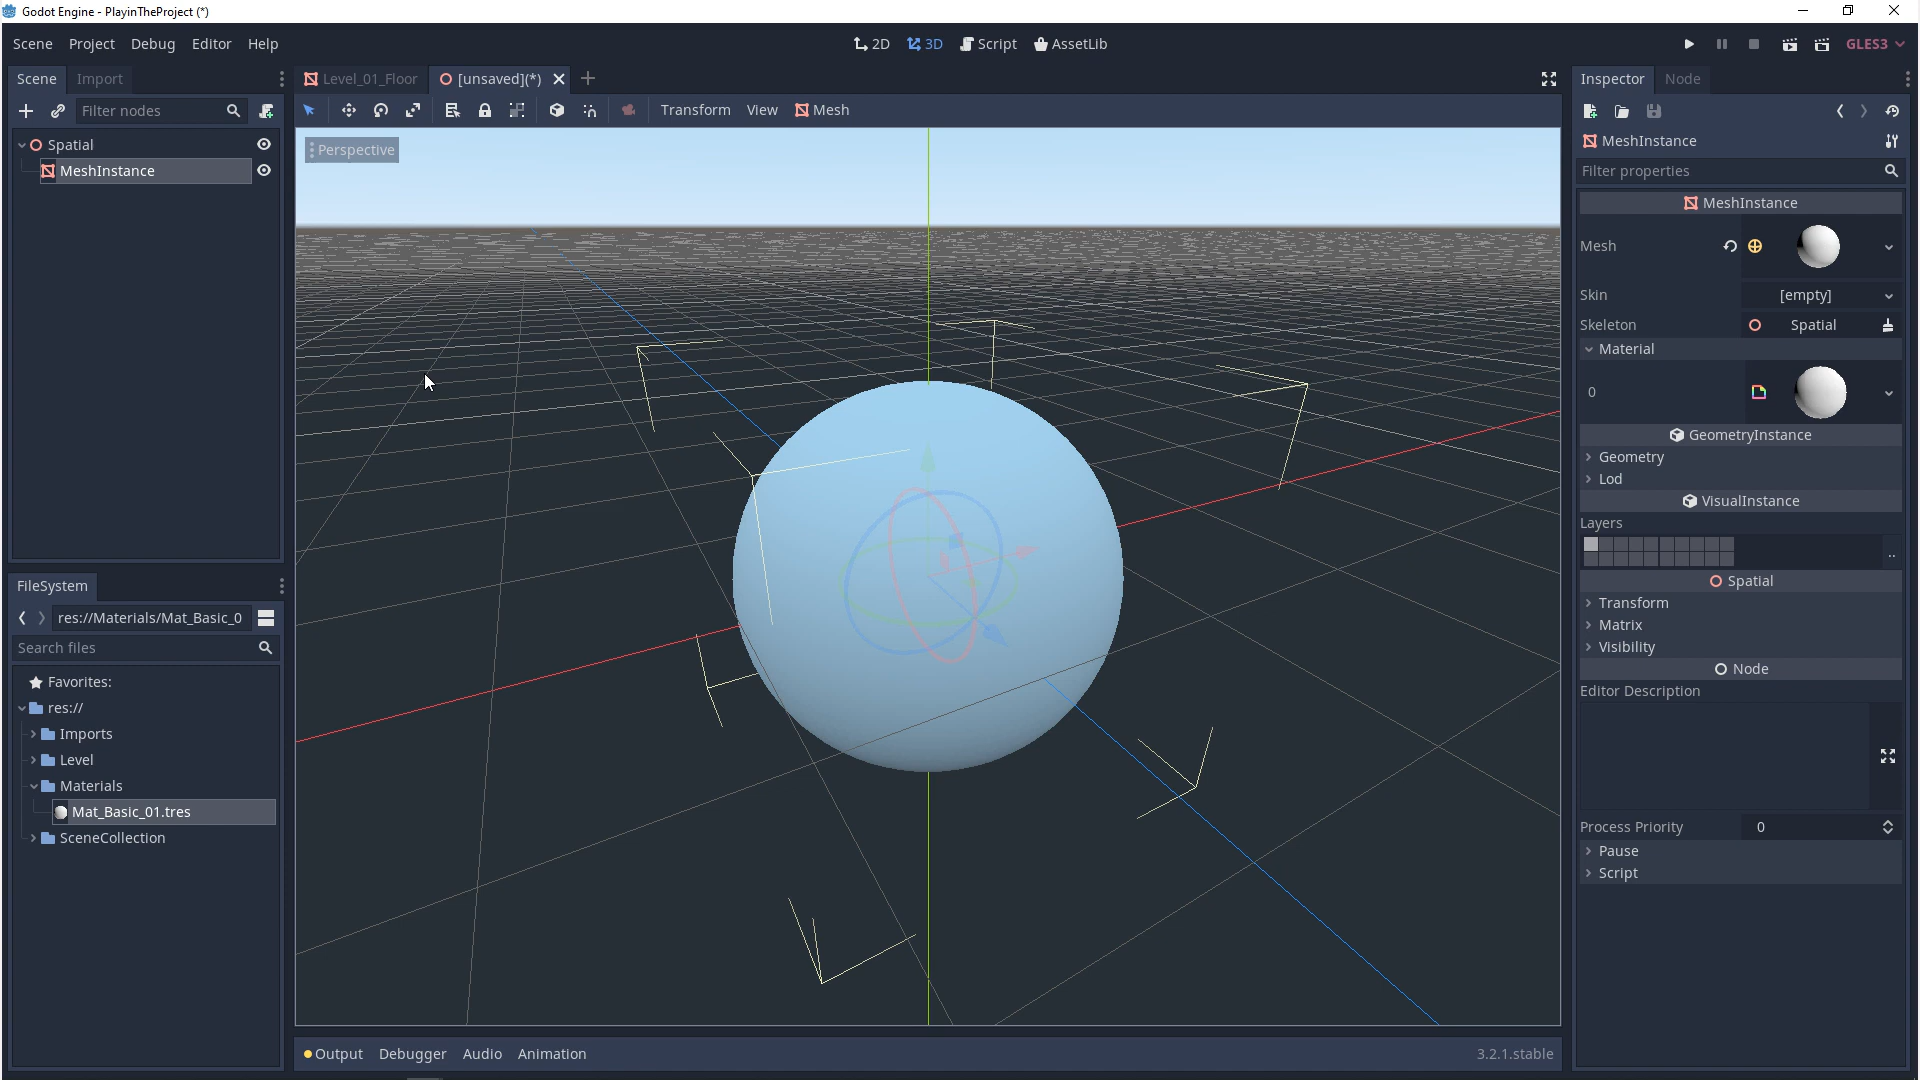 Godot Engine - PlayinTheProject (*)
Scene Project Debug Editor Help
2D 3D Script AssetLib
GLES3
Scene Import
Filter nodes
Spatial
MeshInstance
Level_01_Floor [unsaved](*)
Transform View Mesh
Perspective
FileSystem
res://Materials/Mat_Basic_0
Search files
Favorites:
res://
Imports
Level
Materials
Mat_Basic_01.tres
SceneCollection
Output Debugger Audio Animation
3.2.1.stable
Inspector Node
MeshInstance
Filter properties
MeshInstance
Mesh
Skin [empty]
Skeleton Spatial
Material
0
GeometryInstance
Geometry
Lod
VisualInstance
Layers
..
Spatial
Transform
Matrix
Visibility
Node
Editor Description
Process Priority 0
Pause
Script